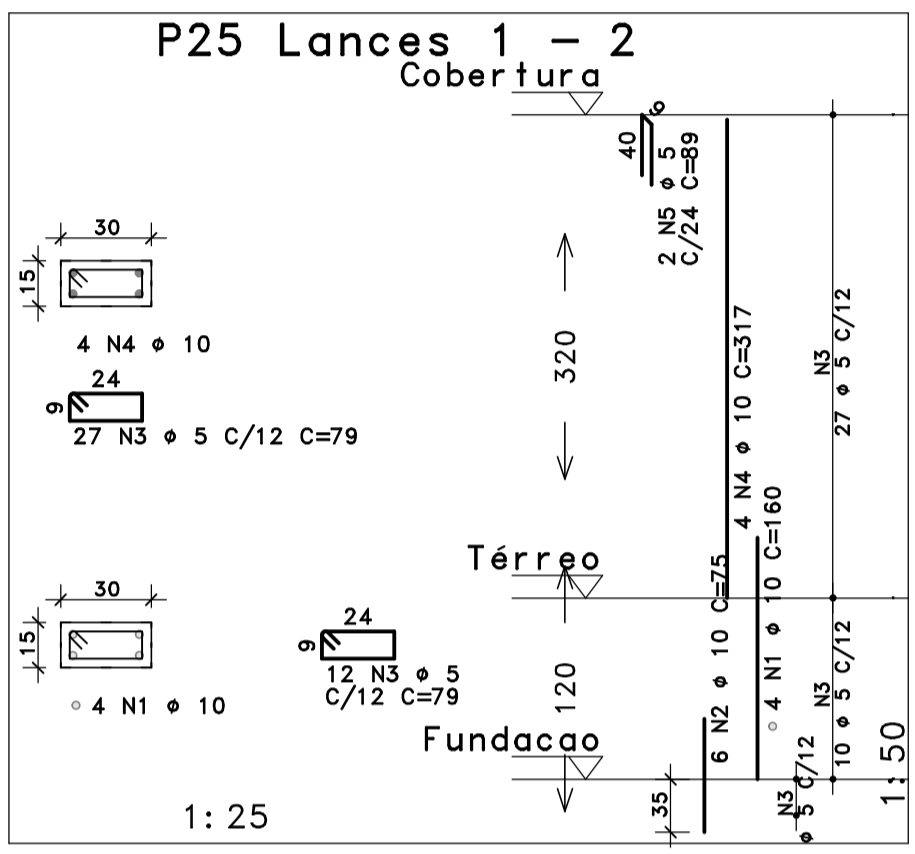 P25 Lances 1 - 2
Cobertura
40
6
2 N5 ø 5
C/24 C=89
30
15
4 N4 ø 10
24
9
27 N3 ø 5 C/12 C=79
320
4 N4 ø 10 C=317
N3
27 ø 5 C/12
Térreo
30
15
4 N1 ø 10
24
9
12 N3 ø 5
C/12 C=79
120
6 N2 ø 10 C=75
4 N1 ø 10 C=160
N3
10 ø 5 C/12
Fundacao
35
N3
ø 5 C/12
1:25
1:50